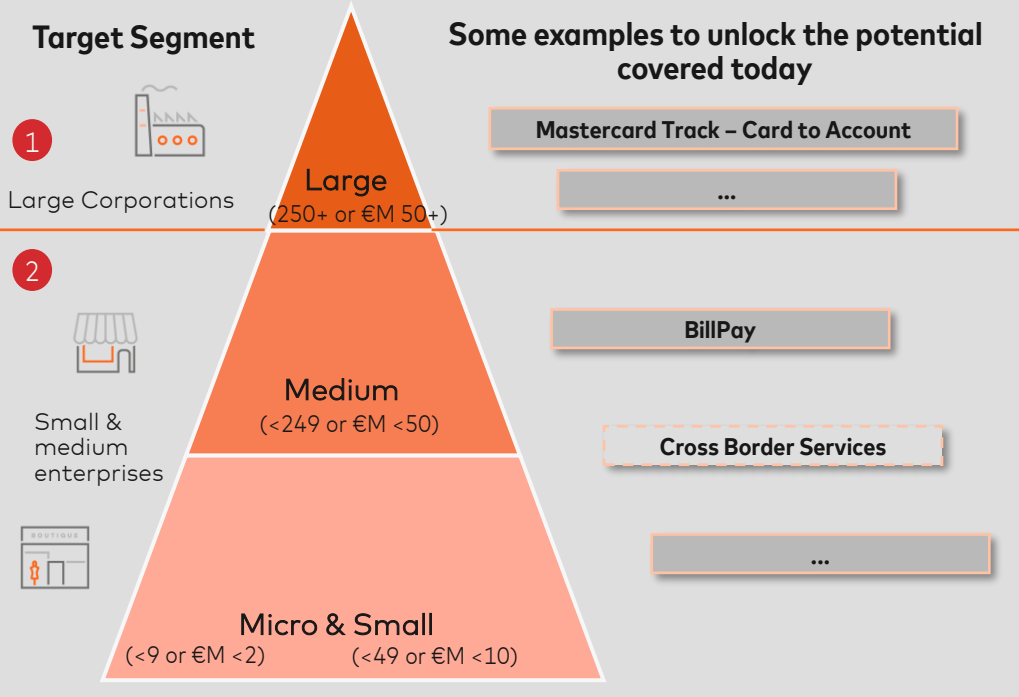 Target Segment
Some examples to unlock the potential
covered today
1
Large Corporations
Large
(250+ or €M 50+)
Mastercard Track – Card to Account
...
2
Small &
medium
enterprises
BOUTIQUE
Medium
(<249 or €M <50)
Micro & Small
(<9 or €M <2)
(<49 or €M <10)
BillPay
Cross Border Services
...